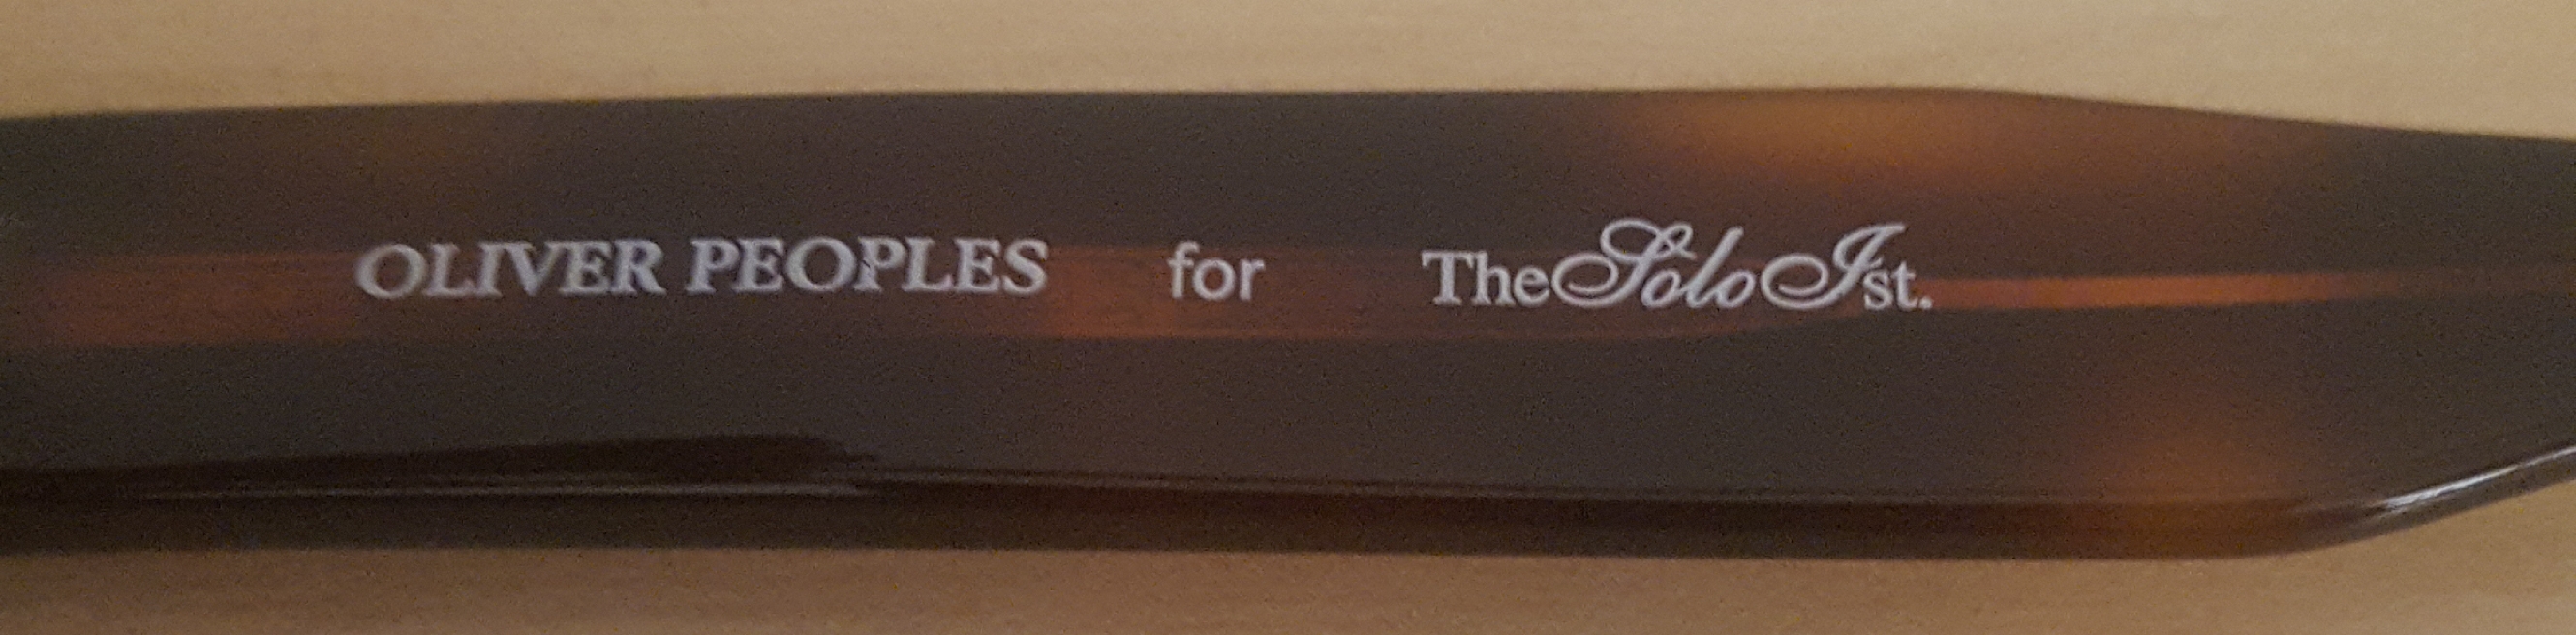 OLIVER PEOPLES for TheSoloIst.